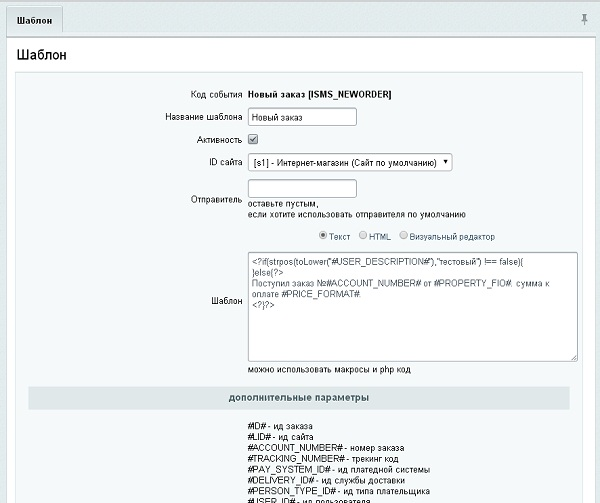 Шаблон
Шаблон
Код события Новый заказ [ISMS_NEWORDER]
Название шаблона Новый заказ
Активность
ID сайта [s1] - Интернет-магазин (Сайт по умолчанию)
Отправитель
оставьте пустым,
если хотите использовать отправителя по умолчанию
Текст HTML Визуальный редактор
Шаблон
<?if(strpos(toLower("#USER_DESCRIPTION#"),"тестовый") !== false){
}else{?>
Поступил заказ №#ACCOUNT_NUMBER# от #PROPERTY_FIO#. сумма к
оплате #PRICE_FORMAT#.
<?}?>
можно использовать макросы и php код
дополнительные параметры
#ID# - ид заказа
#LID# - ид сайта
#ACCOUNT_NUMBER# - номер заказа
#TRACKING_NUMBER# - трекинг код
#PAY_SYSTEM_ID# - ид платедной системы
#DELIVERY_ID# - ид службы доставки
#PERSON_TYPE_ID# - ид типа плательщика
#USER_ID# - ид пользователя